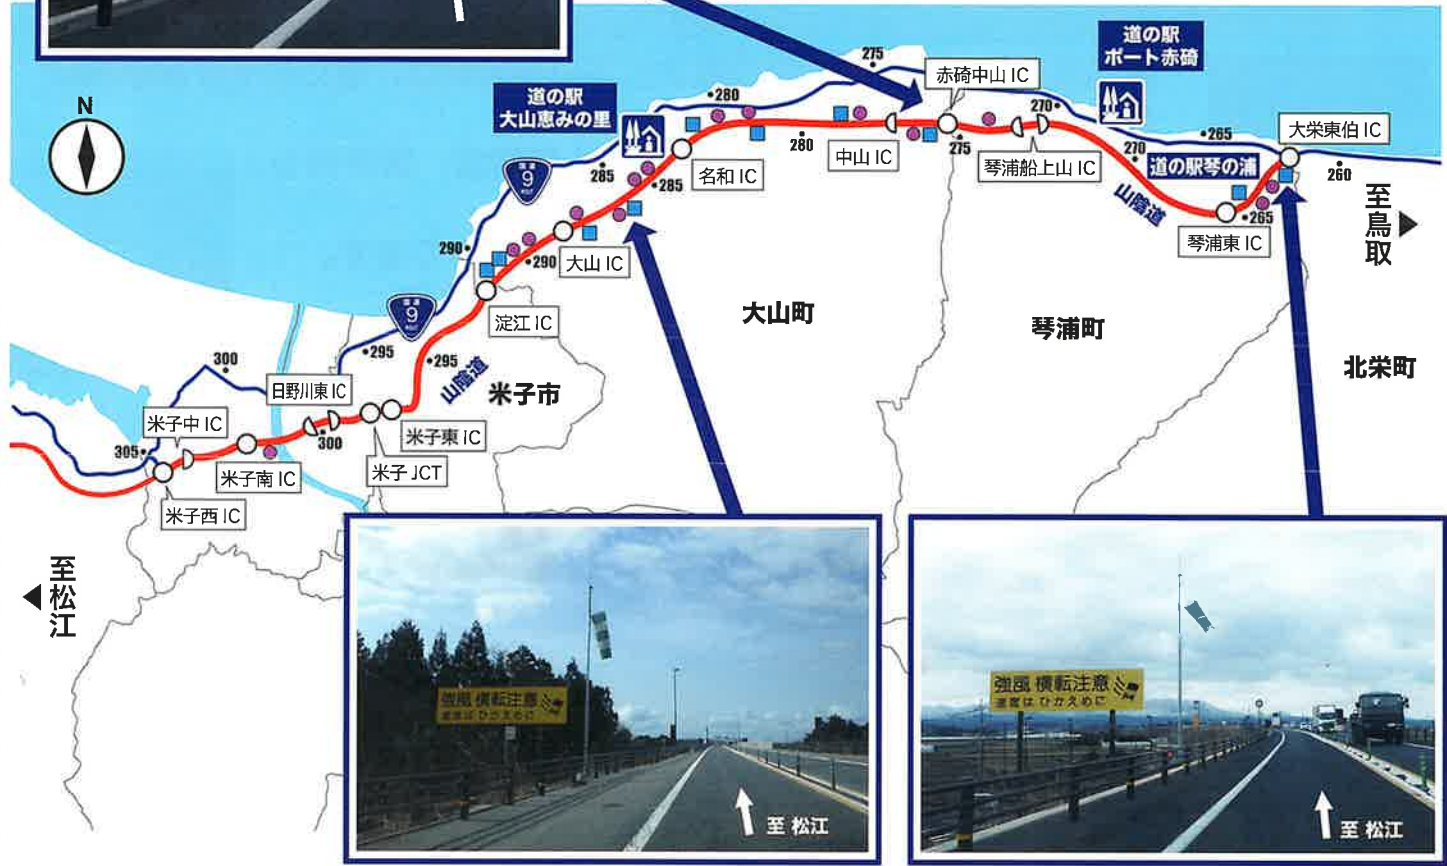 道の駅
ポート赤碕
275
赤碕中山 IC
N
道の駅
大山恵みの里
280
270
265
大栄東伯 IC
280
中山 IC
275
琴浦船上山 IC
270
道の駅琴の浦
260
至鳥取
国道
9
285
名和 IC
285
山陰道
265
琴浦東 IC
290
290
大山 IC
国道
9
淀江 IC
大山町
琴浦町
北栄町
295
295
山陰道
米子市
300
日野川東 IC
米子中 IC
300
米子東 IC
305
米子南 IC
米子 JCT
米子西 IC
至松江
強風 横転注意
速度は ひかえめに
至 松江
強風 横転注意
速度は ひかえめに
至 松江